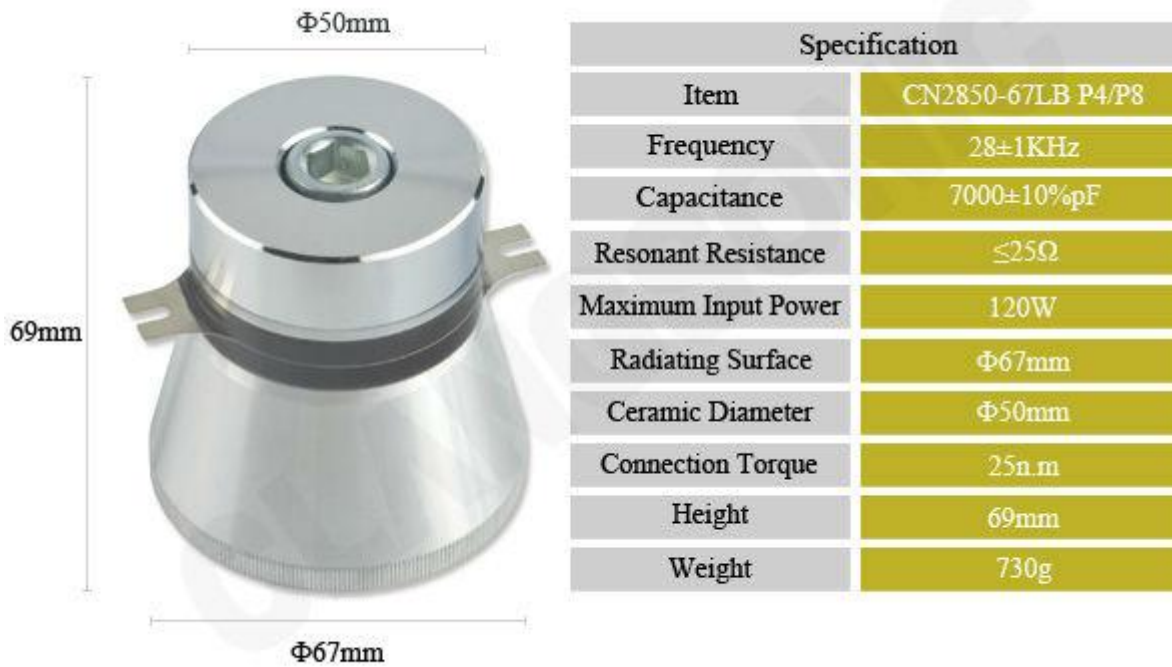 Φ50mm
69mm
Φ67mm
Specification
Item CN2850-67LB P4/P8
Frequency 28±1KHz
Capacitance 7000±10%pF
Resonant Resistance ≤25Ω
Maximum Input Power 120W
Radiating Surface Φ67mm
Ceramic Diameter Φ50mm
Connection Torque 25n.m
Height 69mm
Weight 730g